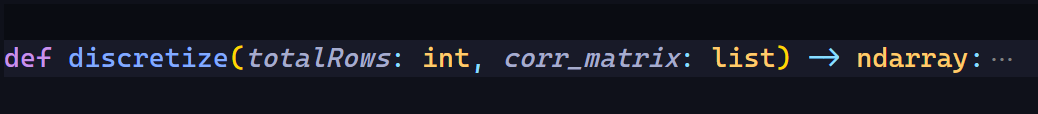 def discretize(totalRows: int, corr_matrix: list) -> ndarray:···